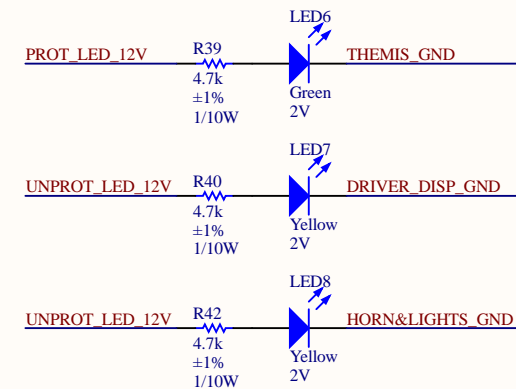 LED6
PROT_LED_12V R39 THEMIS_GND
4.7k
±1%
1/10W
Green
2V
LED7
UNPROT_LED_12V R40 DRIVER_DISP_GND
4.7k
±1%
1/10W
Yellow
2V
LED8
UNPROT_LED_12V R42 HORN&LIGHTS_GND
4.7k
±1%
1/10W
Yellow
2V